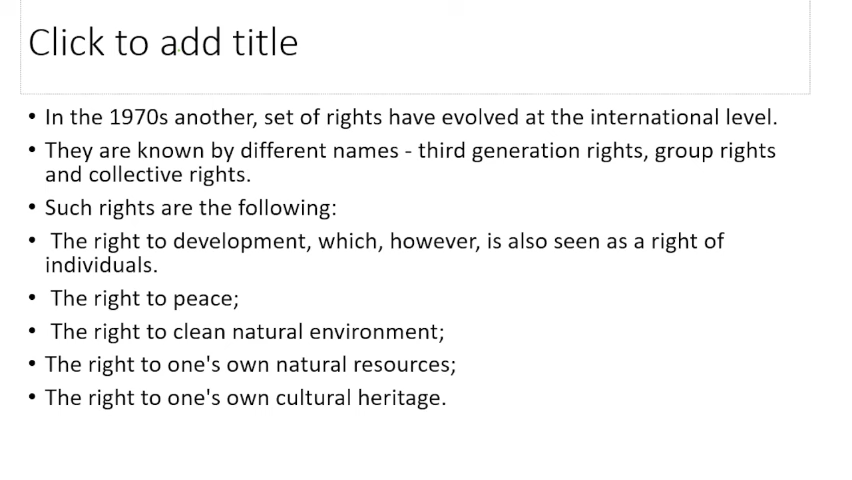 Click to add title
• In the 1970s another, set of rights have evolved at the international level.
• They are known by different names - third generation rights, group rights
and collective rights.
• Such rights are the following:
• The right to development, which, however, is also seen as a right of
individuals.
• The right to peace;
• The right to clean natural environment;
• The right to one's own natural resources;
• The right to one's own cultural heritage.